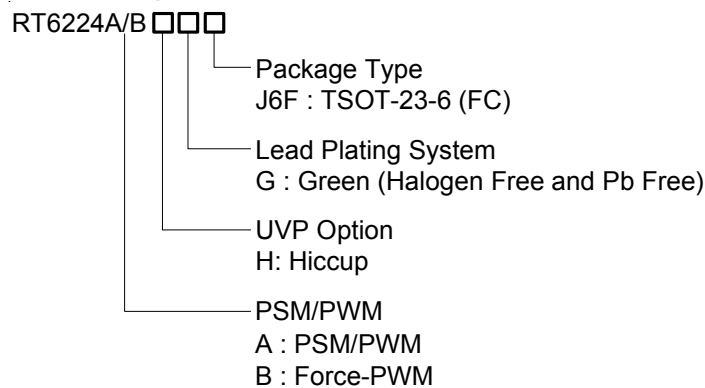 RT6224A/B
Package Type
J6F : TSOT-23-6 (FC)
Lead Plating System
G : Green (Halogen Free and Pb Free)
UVP Option
H: Hiccup
PSM/PWM
A : PSM/PWM
B : Force-PWM